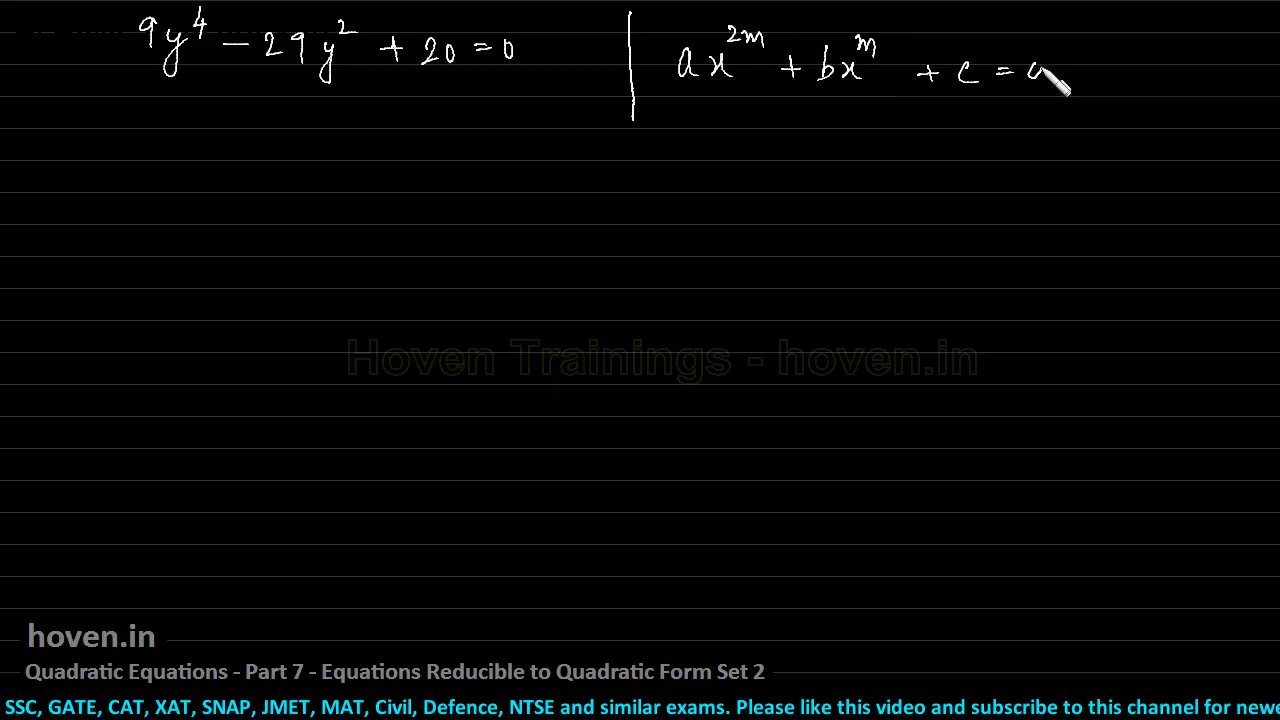 9y⁴ - 29y² + 20 = 0
ax²ᵐ + bxᵐ + c = 0
Hoven Trainings - hoven.in
hoven.in
Quadratic Equations - Part 7 - Equations Reducible to Quadratic Form Set 2
SSC, GATE, CAT, XAT, SNAP, JMET, MAT, Civil, Defence, NTSE and similar exams. Please like this video and subscribe to this channel for newe